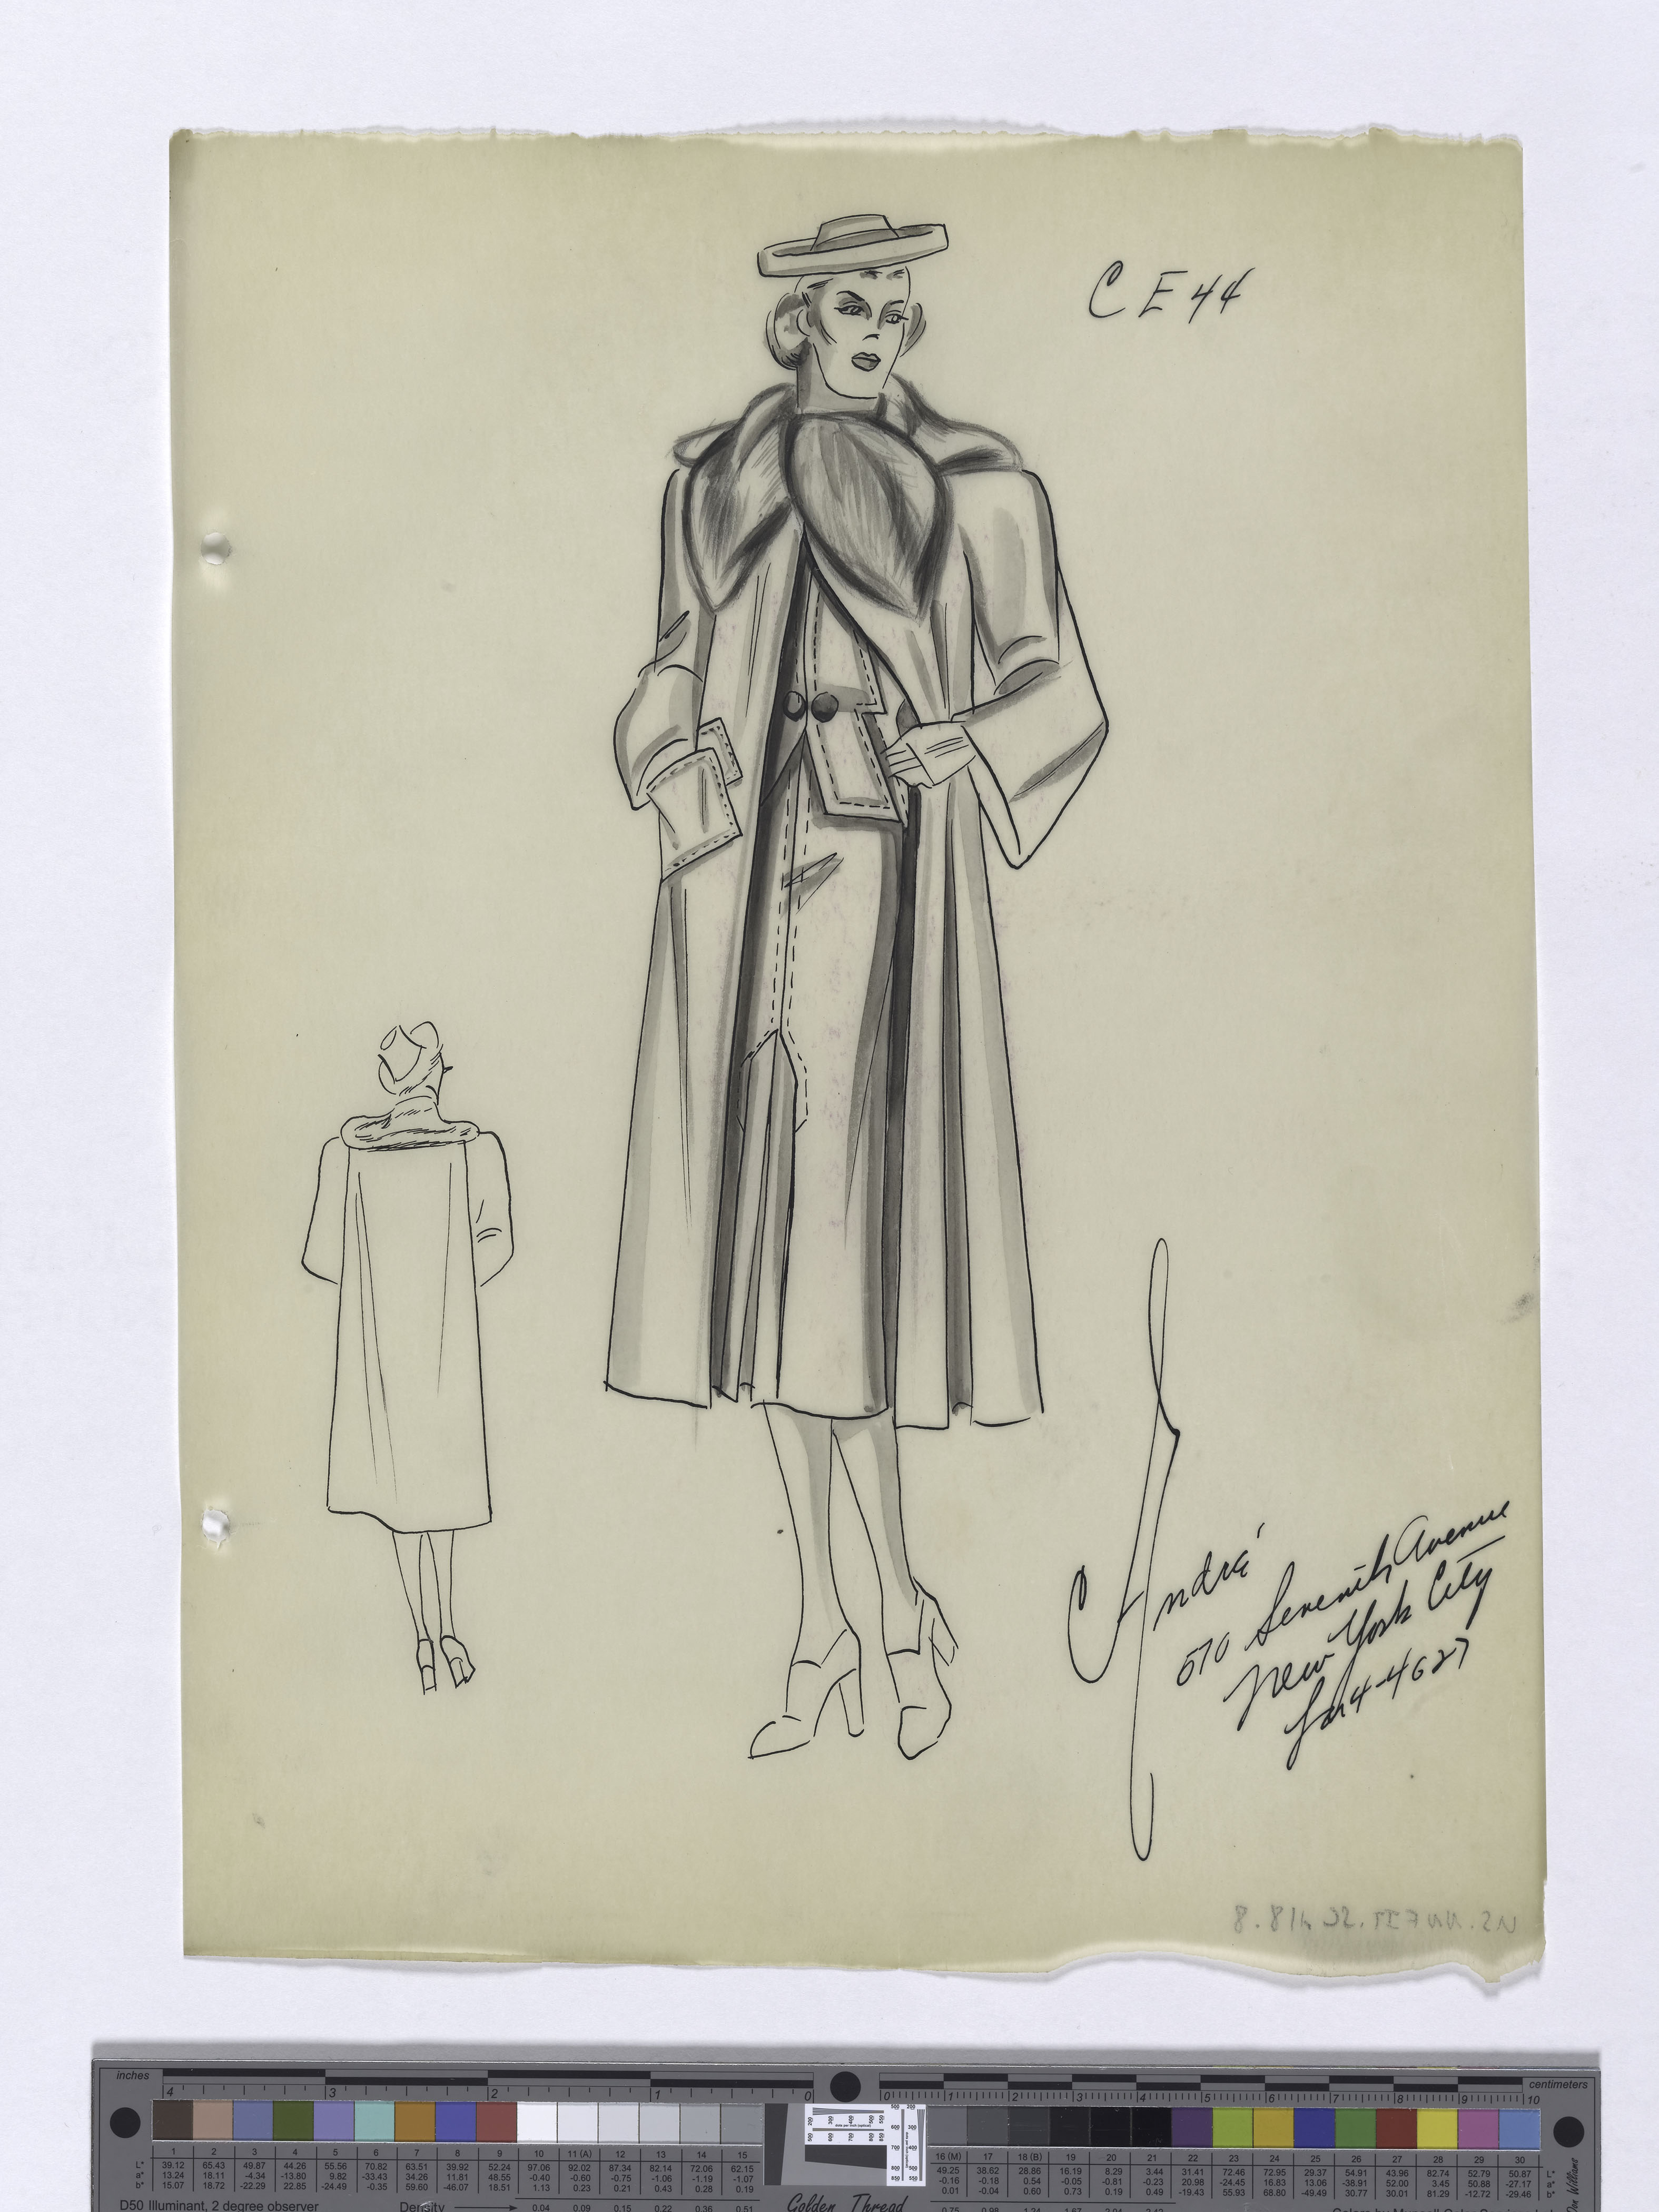 CE44
André
570 Seventh Avenue
New York City
La 4-4627
inches
4 3 2 1 0
0 1 2 3 4 5 6 7 8 9 10
centimeters
1 2 3 4 5 6 7 8 9 10 11 (A) 12 13 14 15
16 (M) 17 18 (B) 19 20 21 22 23 24 25 26 27 28 29 30
L* 39.12 65.43 49.87 44.26 55.56 70.82 63.51 39.92 52.24 97.06 92.02 87.34 82.14 72.06 62.15
49.25 38.62 28.86 16.19 8.29 3.44 31.41 72.46 72.95 29.37 54.91 43.96 82.74 52.79 50.87 L*
a* 13.24 18.11 -4.34 -13.80 9.82 -33.43 34.26 11.81 48.55 -0.40 -0.60 -0.75 -1.06 -1.19 -1.07
-0.16 -0.18 0.54 -0.05 -0.81 -0.23 20.98 -24.45 16.83 13.06 -38.91 52.00 3.45 50.88 -27.17 a*
b* 15.07 18.72 -22.29 22.85 -24.49 -0.35 59.60 -46.07 18.51 1.13 0.23 0.21 0.43 0.28 0.19
0.01 -0.04 0.60 0.73 0.19 0.49 -19.43 55.93 68.80 -49.49 30.77 30.01 81.29 -12.72 -29.46 b*
D50 Illuminant, 2 degree observer
Density
0.04 0.09 0.15 0.22 0.36 0.51
Golden Thread
0.75 0.98 1.24 1.67 2.04 2.42
Don Williams